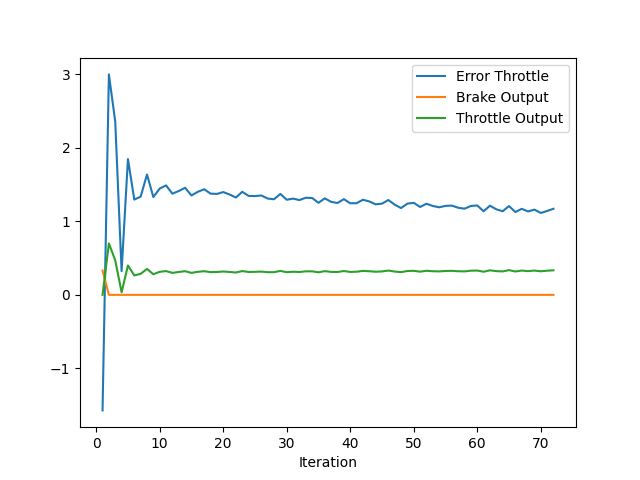 Error Throttle
Brake Output
Throttle Output
3
2
1
0
−1
0 10 20 30 40 50 60 70
Iteration